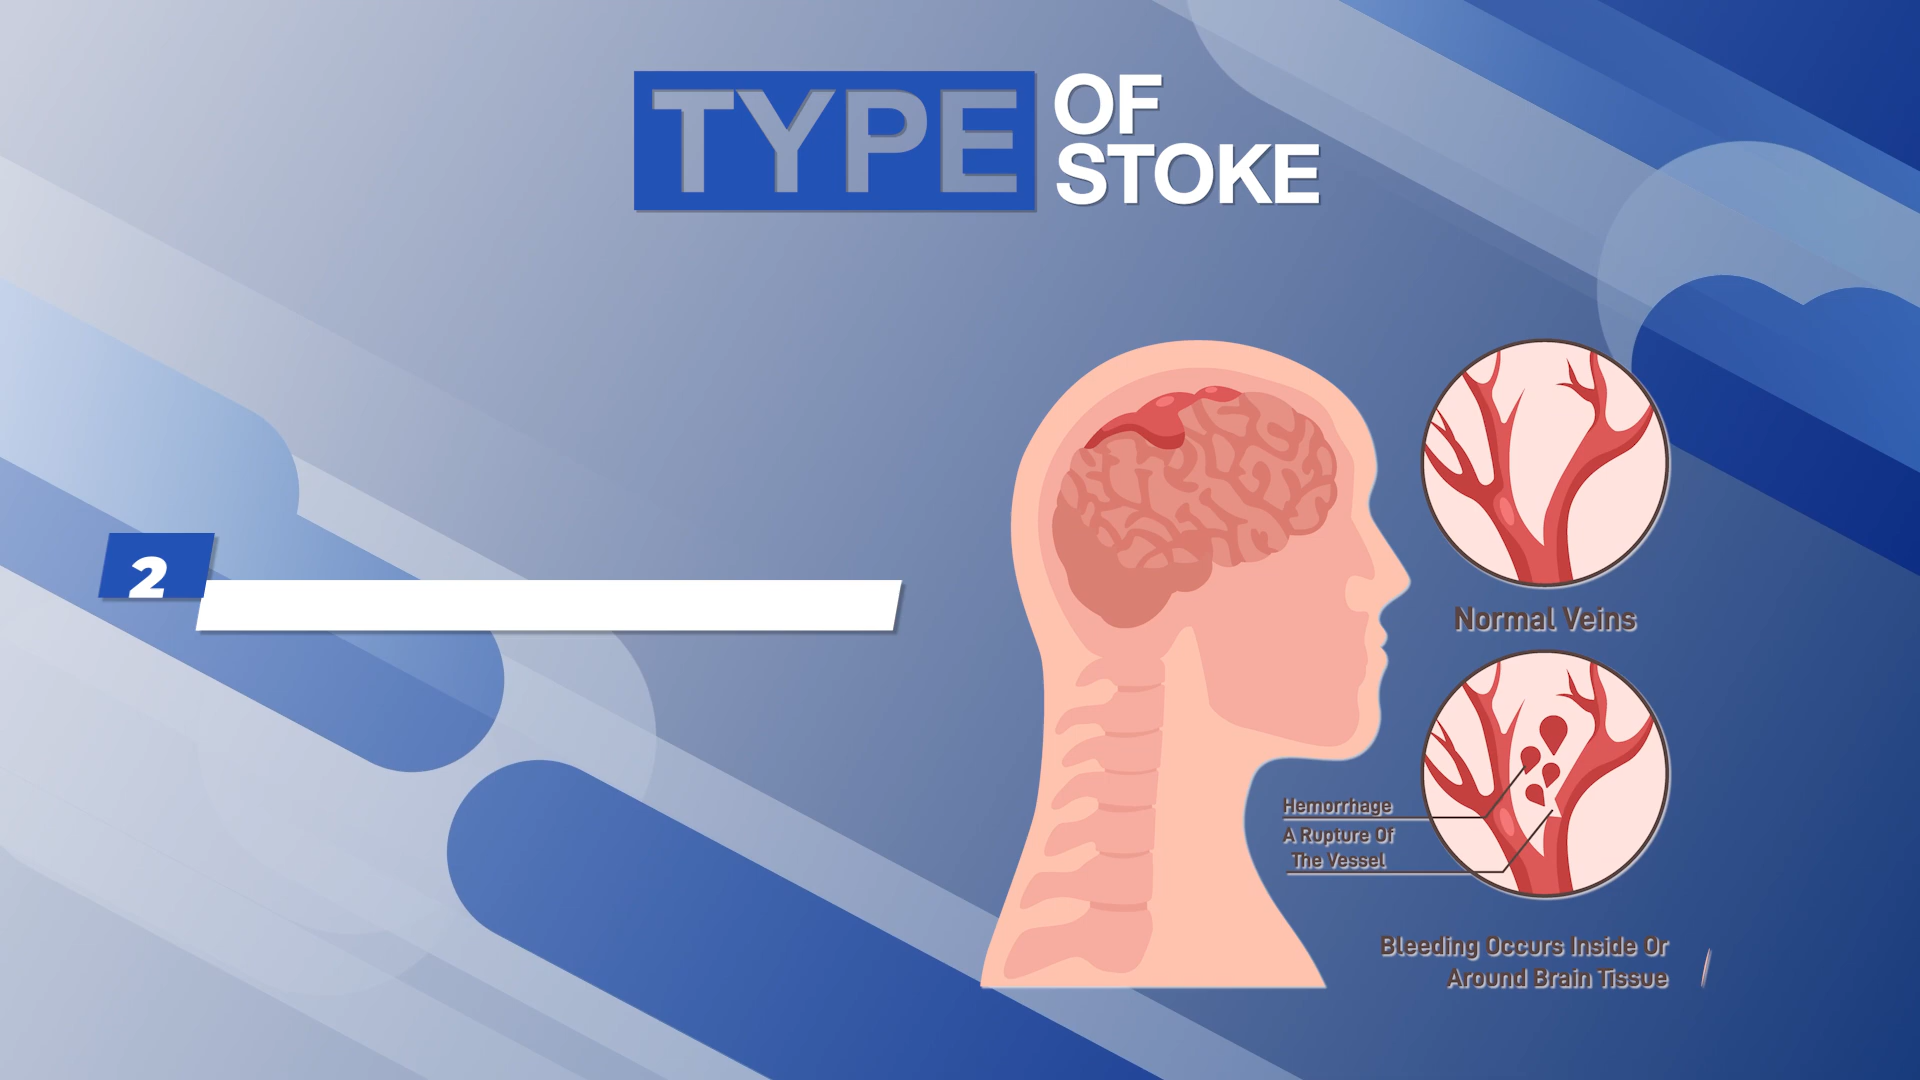 TYPE
OF
STOKE
2
Normal Veins
Hemorrhage
A Rupture Of
The Vessel
Bleeding Occurs Inside Or
Around Brain Tissue